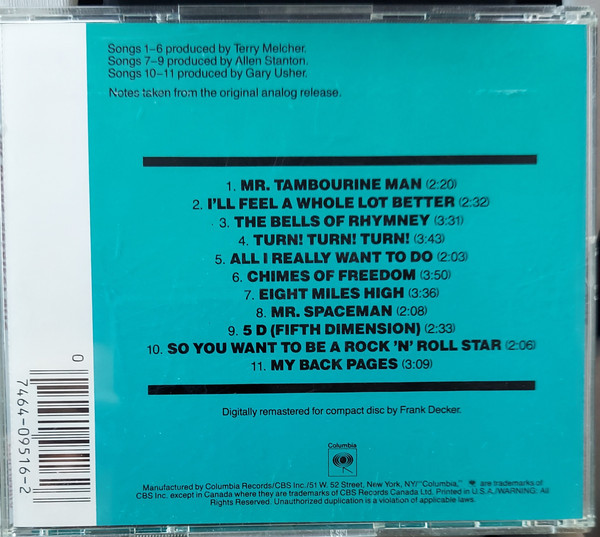 Songs 1–6 produced by Terry Melcher.
Songs 7–9 produced by Allen Stanton.
Songs 10–11 produced by Gary Usher.
Notes taken from the original analog release.
1. MR. TAMBOURINE MAN (2:20)
2. I'LL FEEL A WHOLE LOT BETTER (2:32)
3. THE BELLS OF RHYMNEY (3:31)
4. TURN! TURN! TURN! (3:43)
5. ALL I REALLY WANT TO DO (2:03)
6. CHIMES OF FREEDOM (3:50)
7. EIGHT MILES HIGH (3:36)
8. MR. SPACEMAN (2:08)
9. 5 D (FIFTH DIMENSION) (2:33)
10. SO YOU WANT TO BE A ROCK 'N' ROLL STAR (2:06)
11. MY BACK PAGES (3:09)
Digitally remastered for compact disc by Frank Decker.
Columbia
Manufactured by Columbia Records/CBS Inc./51 W. 52 Street, New York, NY/"Columbia," are trademarks of
CBS Inc. except in Canada where they are trademarks of CBS Records Canada Ltd. Printed in U.S.A./WARNING: All
Rights Reserved. Unauthorized duplication is a violation of applicable laws.
0
7464-09516-2